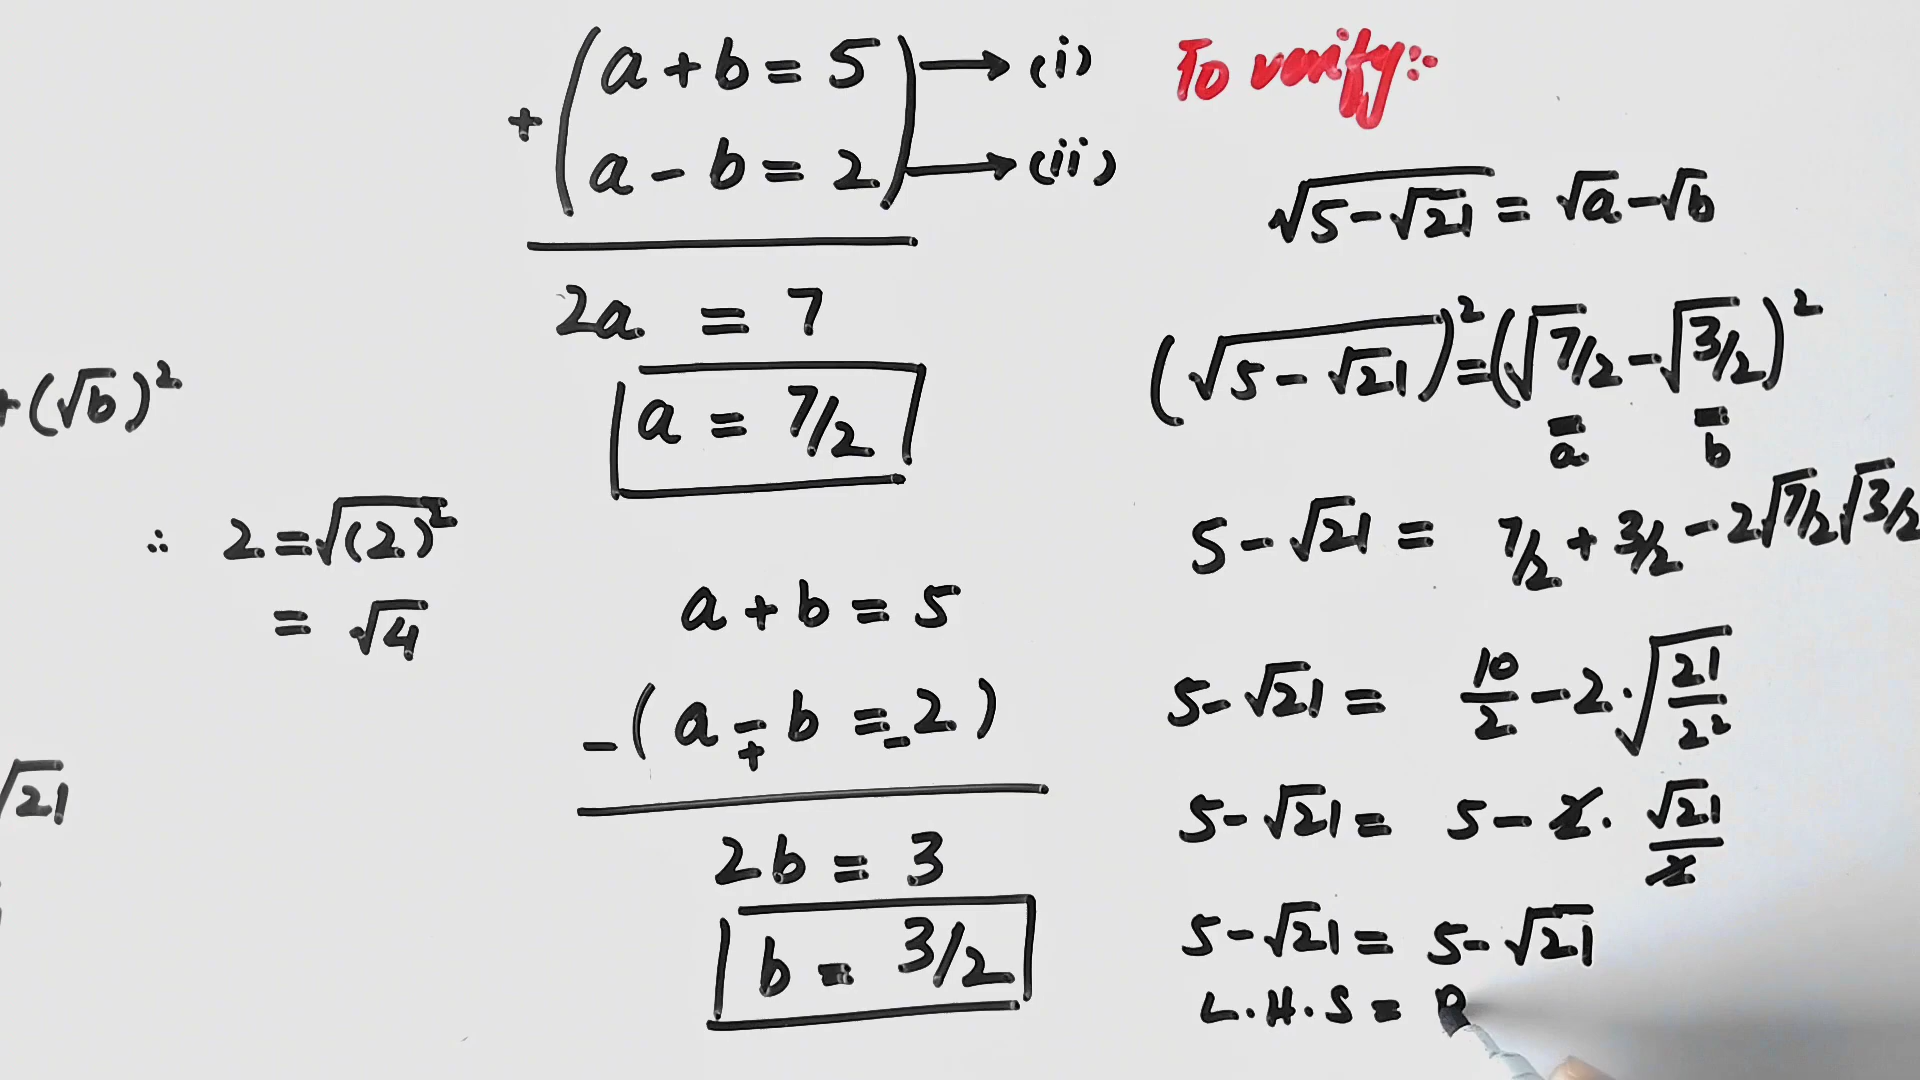 +(√b)²
∴ 2 = √(2)²
= √4
√21
+ (a + b = 5) → (i)
(a - b = 2) → (ii)
2a = 7
a = 7/2
a + b = 5
-(a - b = 2)
+ -
2b = 3
b = 3/2
To verify:-
√(5-√21) = √a - √b
(√(5-√21))² = (√7/2 - √3/2)²
a b
5 - √21 = 7/2 + 3/2 - 2√7/2 √3/2
5 - √21 = 10/2 - 2 · √(21/2²)
5 - √21 = 5 - 2 · √21/2
5 - √21 = 5 - √21
L.H.S = R